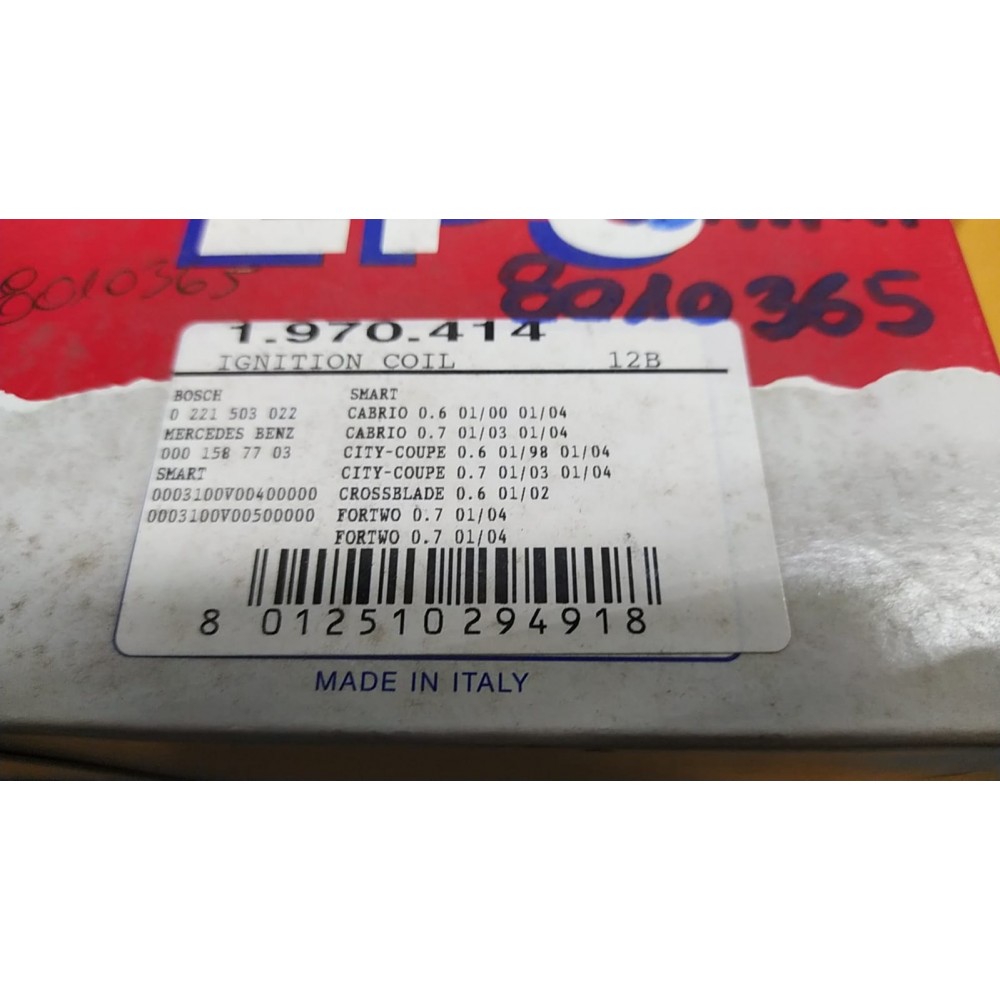 EPS
8010365
8010365
1.970.414
IGNITION COIL 12B
BOSCH SMART
0 221 503 022 CABRIO 0.6 01/00 01/04
MERCEDES BENZ CABRIO 0.7 01/03 01/04
000 158 77 03 CITY-COUPE 0.6 01/98 01/04
SMART CITY-COUPE 0.7 01/03 01/04
0003100V00400000 CROSSBLADE 0.6 01/02
0003100V00500000 FORTWO 0.7 01/04
FORTWO 0.7 01/04
8 012510 294918
MADE IN ITALY